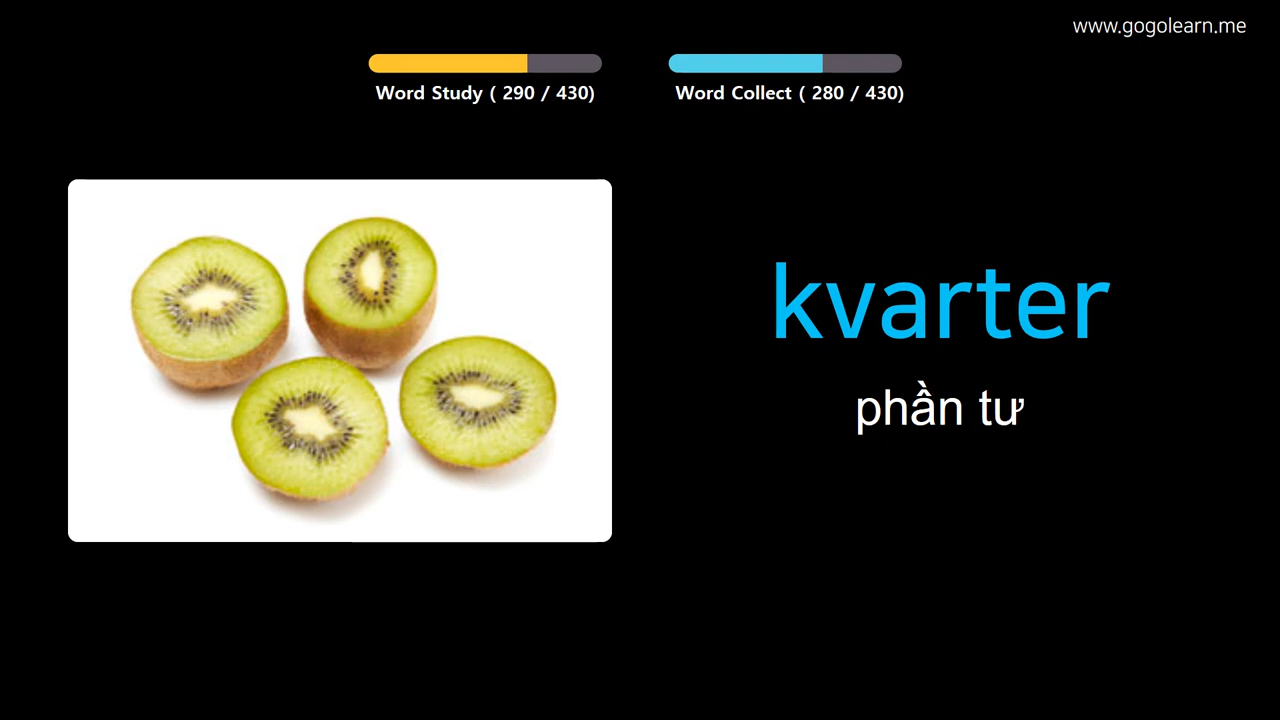 www.gogolearn.me
Word Study ( 290 / 430)
Word Collect ( 280 / 430)
kvarter
phần tư